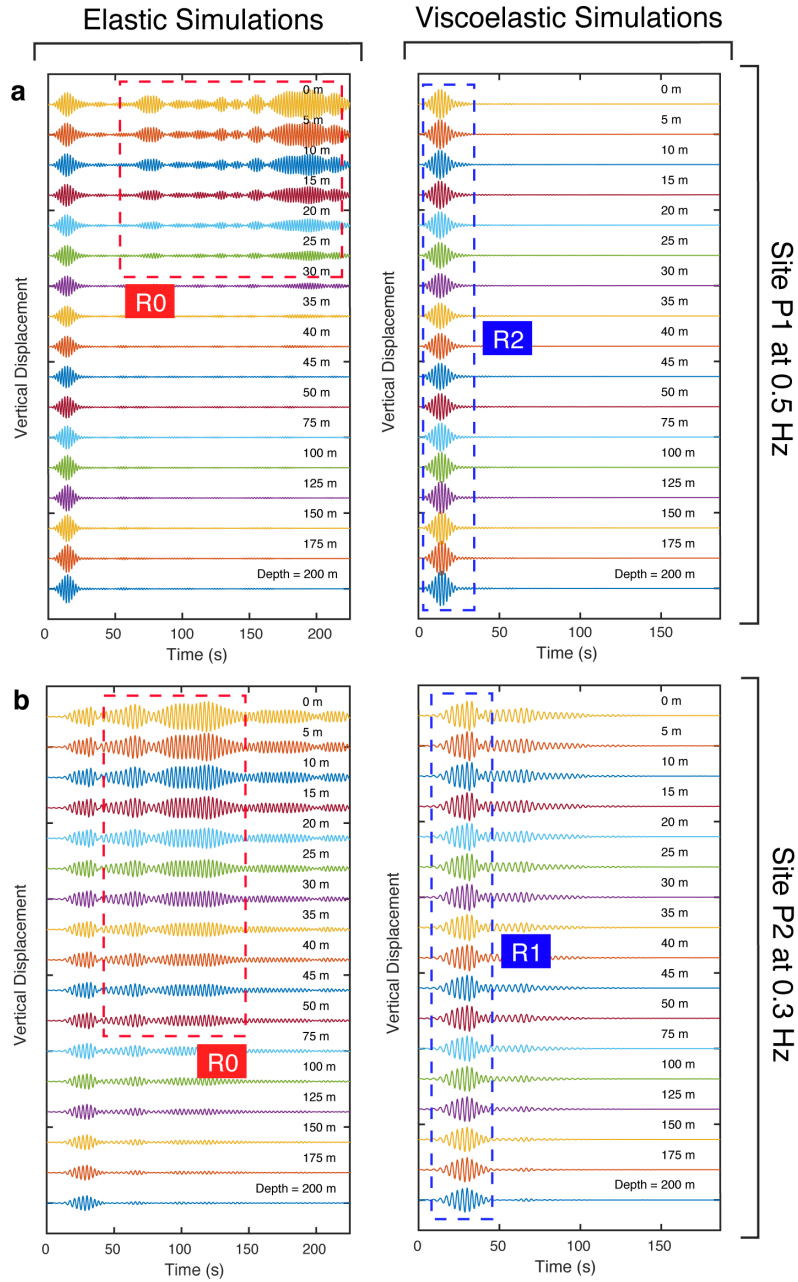 Elastic Simulations
Viscoelastic Simulations
a
0 m
5 m
10 m
15 m
20 m
25 m
30 m
35 m
40 m
45 m
50 m
75 m
100 m
125 m
150 m
175 m
Depth = 200 m
R0
Vertical Displacement
0 50 100 150 200
Time (s)
0 m
5 m
10 m
15 m
20 m
25 m
30 m
35 m
40 m
45 m
50 m
75 m
100 m
125 m
150 m
175 m
Depth = 200 m
R2
Vertical Displacement
0 50 100 150
Time (s)
Site P1 at 0.5 Hz
b
0 m
5 m
10 m
15 m
20 m
25 m
30 m
35 m
40 m
45 m
50 m
75 m
100 m
125 m
150 m
175 m
Depth = 200 m
R0
Vertical Displacement
0 50 100 150 200
Time (s)
0 m
5 m
10 m
15 m
20 m
25 m
30 m
35 m
40 m
45 m
50 m
75 m
100 m
125 m
150 m
175 m
Depth = 200 m
R1
Vertical Displacement
0 50 100 150
Time (s)
Site P2 at 0.3 Hz